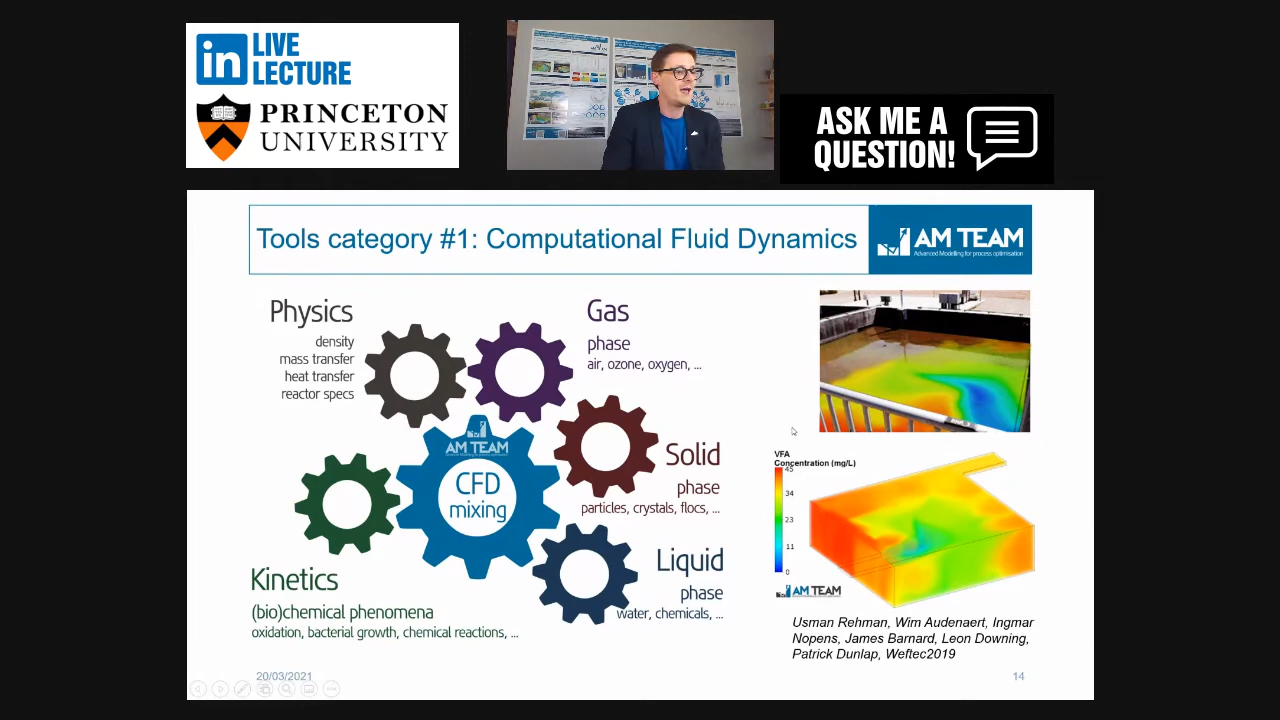 in LIVE
LECTURE
PRINCETON
UNIVERSITY
ASK ME A
QUESTION!
Tools category #1: Computational Fluid Dynamics
AM TEAM
Advanced Modelling for process optimisation
Physics
density
mass transfer
heat transfer
reactor specs
Gas
phase
air, ozone, oxygen, ...
AM TEAM
CFD
mixing
Solid
phase
particles, crystals, flocs, ...
Liquid
phase
water, chemicals, ...
Kinetics
(bio)chemical phenomena
oxidation, bacterial growth, chemical reactions, ...
VFA
Concentration (mg/L)
45
34
23
11
0
AM TEAM
Usman Rehman, Wim Audenaert, Ingmar
Nopens, James Barnard, Leon Downing,
Patrick Dunlap, Weftec2019
20/03/2021
14